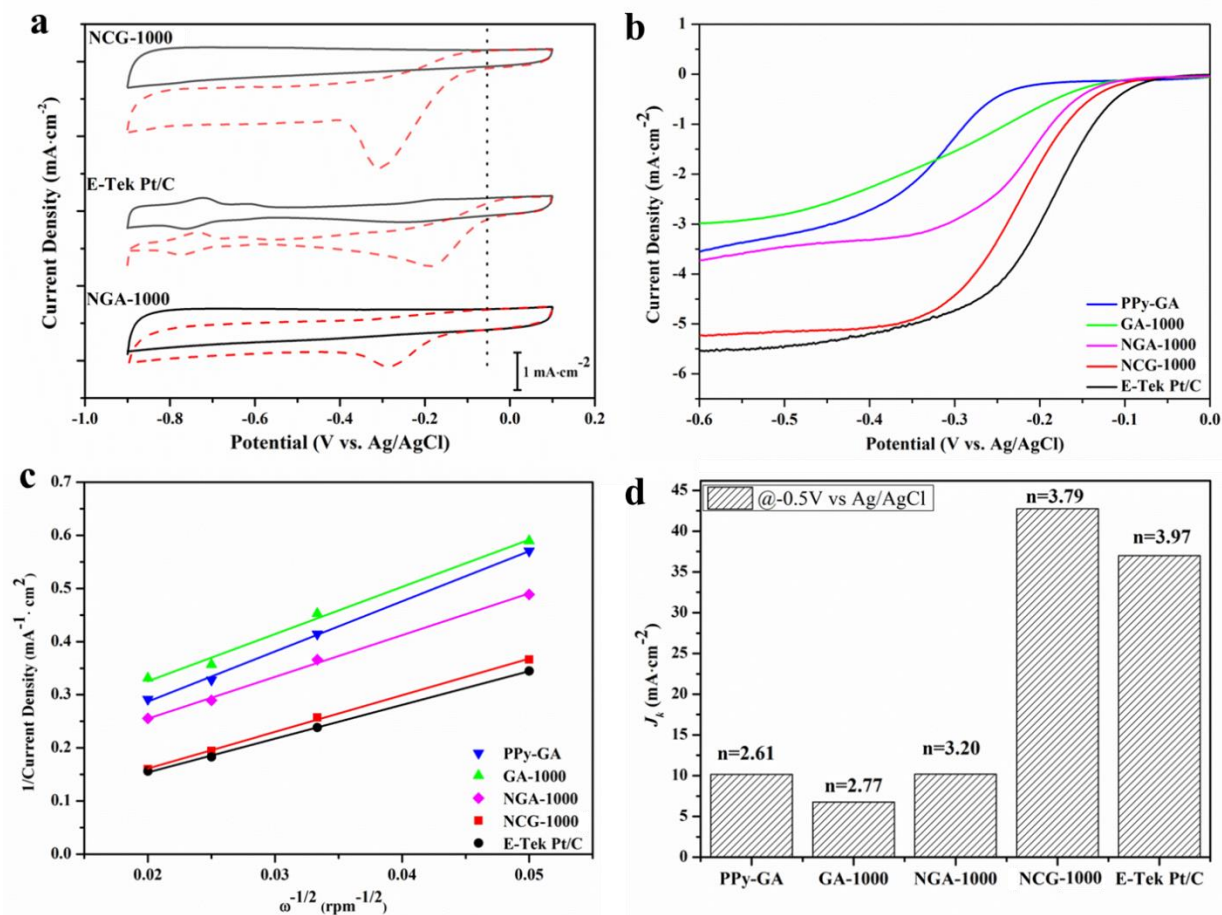 a
NCG-1000
E-Tek Pt/C
NGA-1000
1 mA·cm⁻²
Current Density (mA·cm⁻²)
-1.0 -0.8 -0.6 -0.4 -0.2 0.0 0.2
Potential (V vs. Ag/AgCl)
b
1
0
-1
-2
-3
-4
-5
-6
Current Density (mA·cm⁻²)
PPy-GA
GA-1000
NGA-1000
NCG-1000
E-Tek Pt/C
-0.6 -0.5 -0.4 -0.3 -0.2 -0.1 0.0
Potential (V vs. Ag/AgCl)
c
0.7
0.6
0.5
0.4
0.3
0.2
0.1
0.0
1/Current Density (mA⁻¹· cm²)
PPy-GA
GA-1000
NGA-1000
NCG-1000
E-Tek Pt/C
0.02 0.03 0.04 0.05
ω⁻¹/² (rpm⁻¹/²)
d
@-0.5V vs Ag/AgCl
45
40
35
30
25
20
15
10
5
0
Jₖ (mA·cm⁻²)
n=2.61
n=2.77
n=3.20
n=3.79
n=3.97
PPy-GA GA-1000 NGA-1000 NCG-1000 E-Tek Pt/C